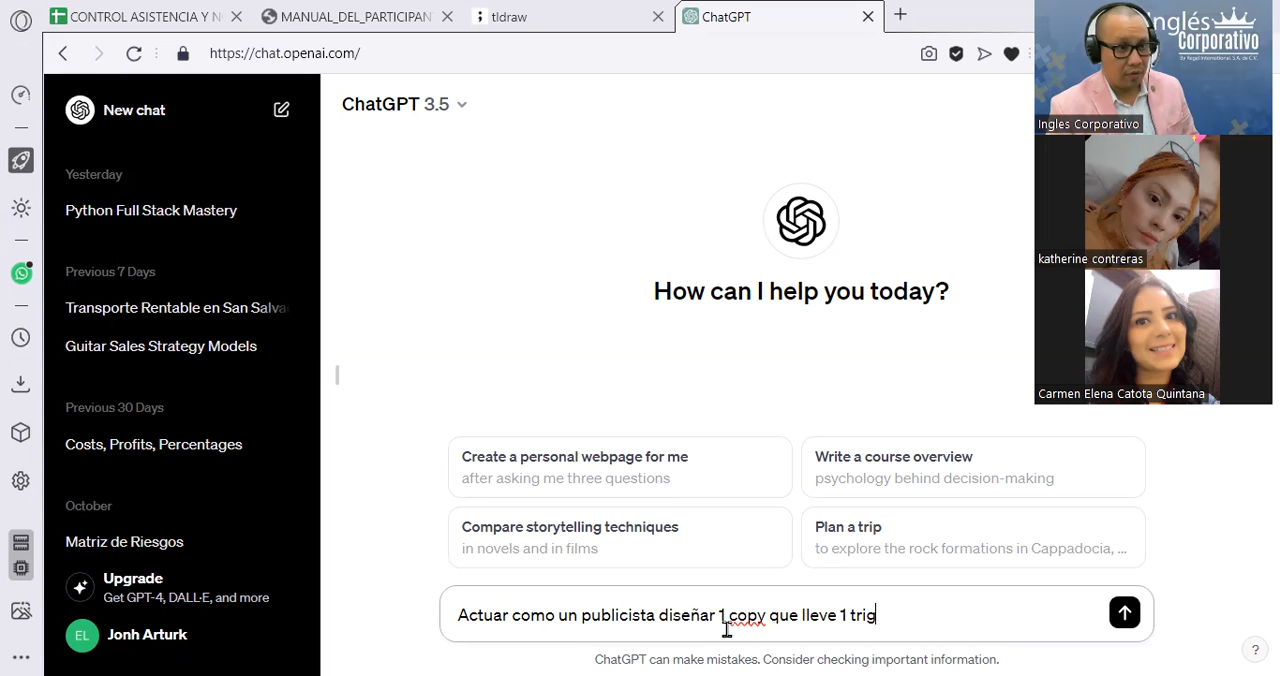 CONTROL ASISTENCIA Y N
MANUAL_DEL_PARTICIPAN
tldraw
ChatGPT
https://chat.openai.com/
New chat
Yesterday
Python Full Stack Mastery
Previous 7 Days
Transporte Rentable en San Salva
Guitar Sales Strategy Models
Previous 30 Days
Costs, Profits, Percentages
October
Matriz de Riesgos
Upgrade
Get GPT-4, DALL·E, and more
EL Jonh Arturk
ChatGPT 3.5
How can I help you today?
Create a personal webpage for me
after asking me three questions
Write a course overview
psychology behind decision-making
Compare storytelling techniques
in novels and in films
Plan a trip
to explore the rock formations in Cappadocia, ...
Actuar como un publicista diseñar 1 copy que lleve 1 trig
ChatGPT can make mistakes. Consider checking important information.
?
Inglés
Corporativo
By Regal International, S.A. de C.V.
Ingles Corporativo
katherine contreras
Carmen Elena Catota Quintana